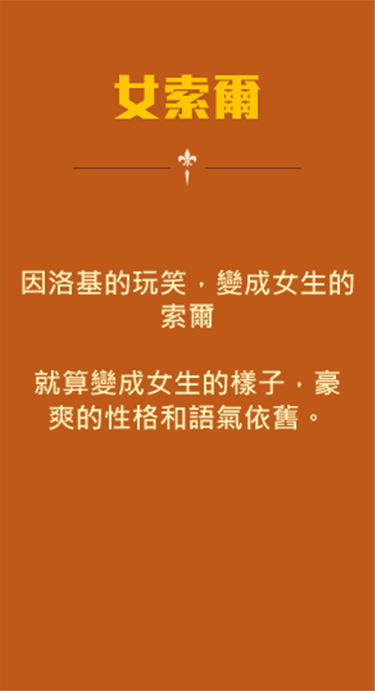 女索爾
因洛基的玩笑，變成女生的
索爾
就算變成女生的樣子，豪
爽的性格和語氣依舊。